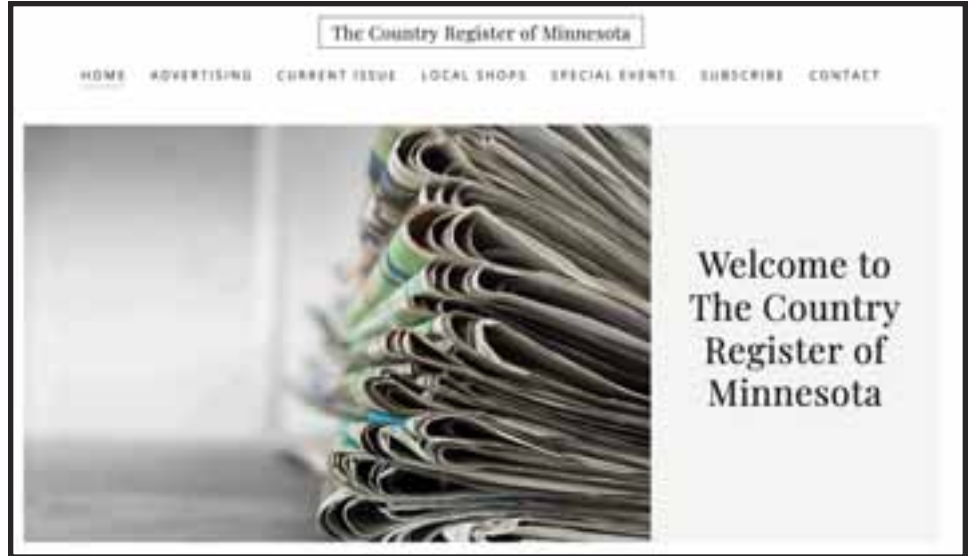 The Country Register of Minnesota
HOME ADVERTISING CURRENT ISSUE LOCAL SHOPS SPECIAL EVENTS SUBSCRIBE CONTACT
Welcome to
The Country
Register of
Minnesota